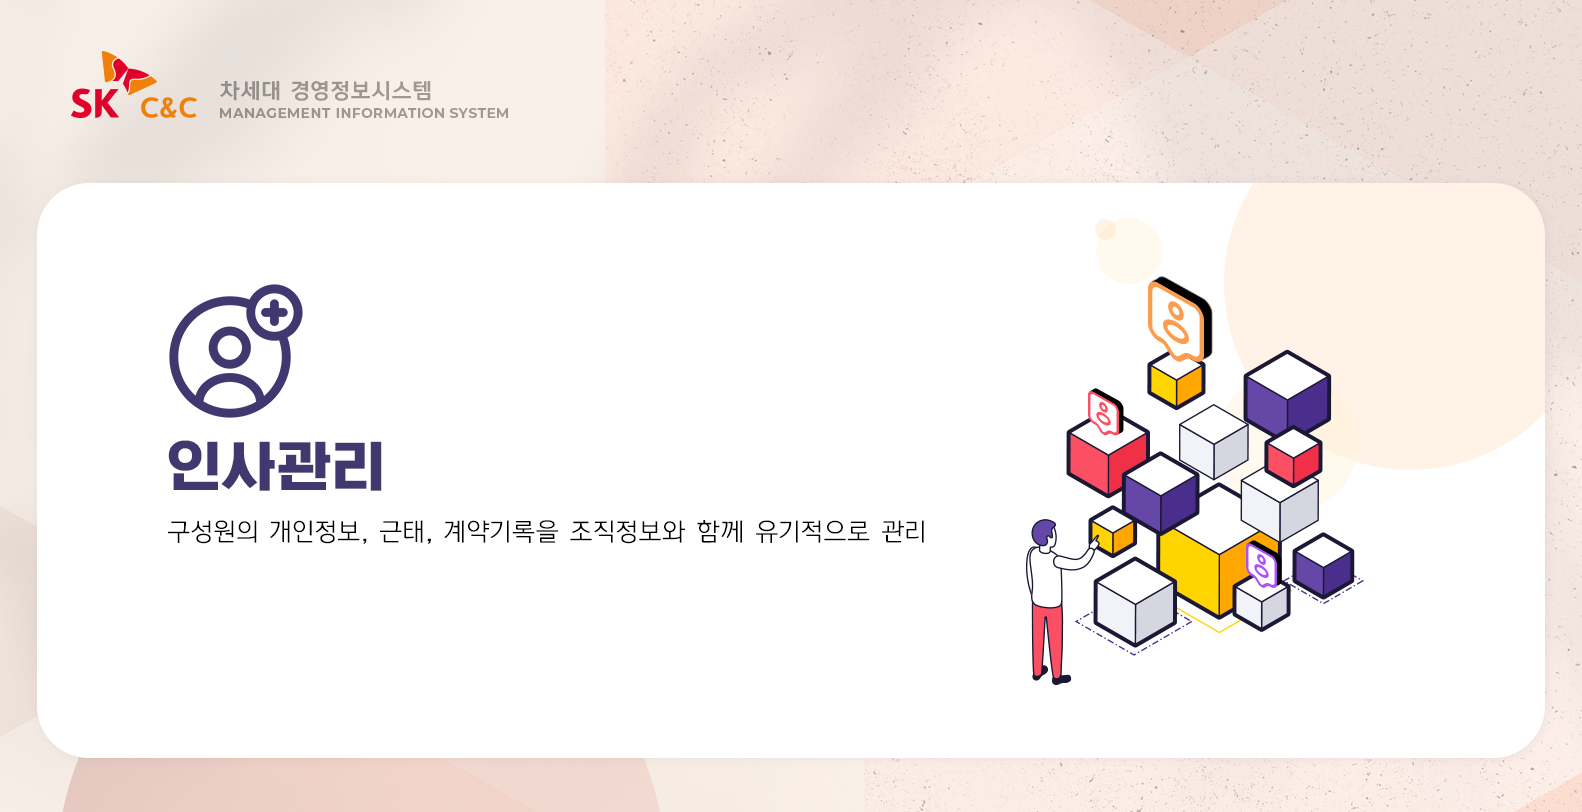 SK C&C
차세대 경영정보시스템
MANAGEMENT INFORMATION SYSTEM
인사관리
구성원의 개인정보, 근태, 계약기록을 조직정보와 함께 유기적으로 관리